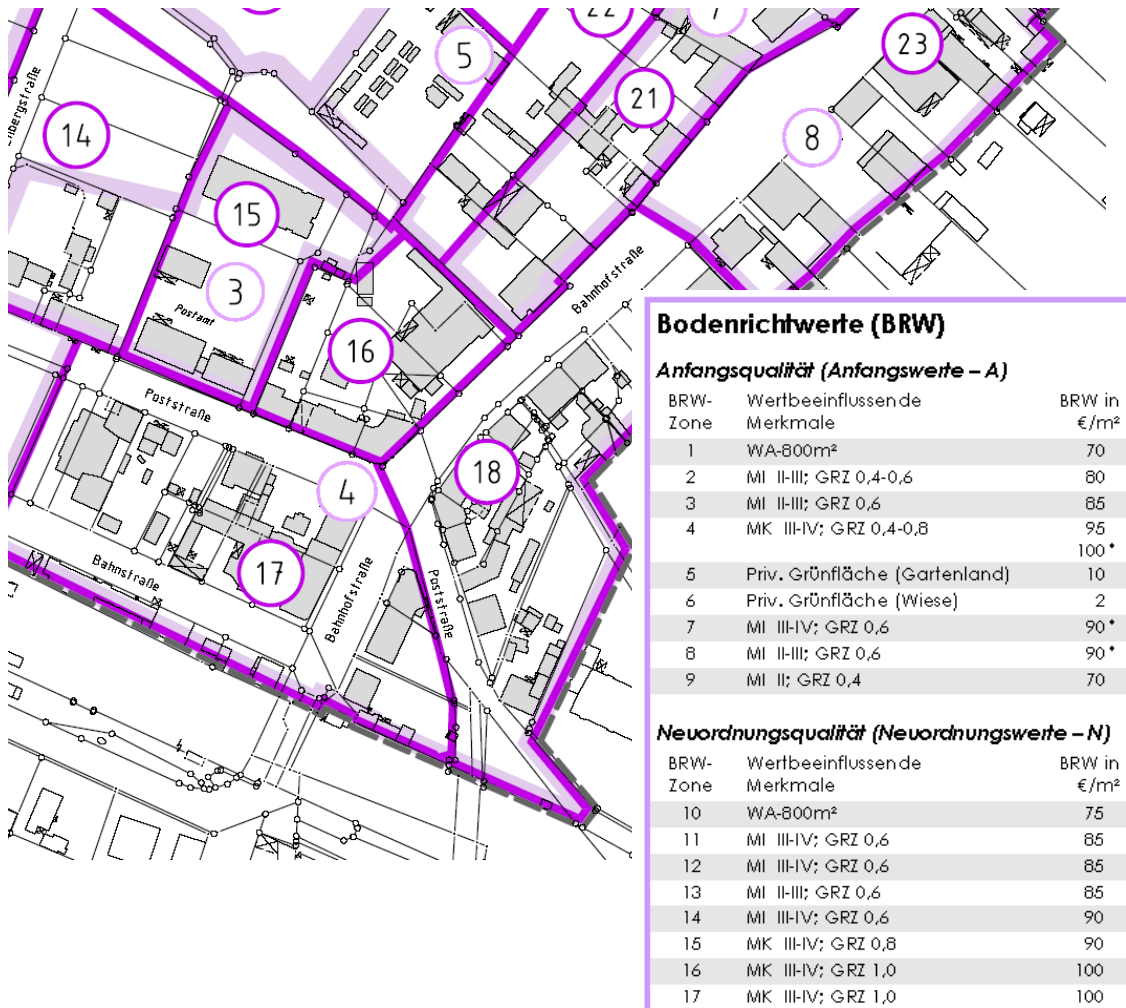 22
7
23
5
21
14
8
15
3
Postamt
Bahnhofstraße
16
Poststraße
18
4
17
Bahnstraße
Bahnhofstraße
Poststraße
Bodenrichtwerte (BRW)
Anfangsqualität (Anfangswerte – A)
BRW- Wertbeeinflussende BRW in
Zone Merkmale €/m²
1 WA-800m² 70
2 MI II-III; GRZ 0,4-0,6 80
3 MI II-III; GRZ 0,6 85
4 MK III-IV; GRZ 0,4-0,8 95
100*
5 Priv. Grünfläche (Gartenland) 10
6 Priv. Grünfläche (Wiese) 2
7 MI III-IV; GRZ 0,6 90*
8 MI II-III; GRZ 0,6 90*
9 MI II; GRZ 0,4 70
Neuordnungsqualität (Neuordnungswerte – N)
BRW- Wertbeeinflussende BRW in
Zone Merkmale €/m²
10 WA-800m² 75
11 MI III-IV; GRZ 0,6 85
12 MI III-IV; GRZ 0,6 85
13 MI II-III; GRZ 0,6 85
14 MI III-IV; GRZ 0,6 90
15 MK III-IV; GRZ 0,8 90
16 MK III-IV; GRZ 1,0 100
17 MK III-IV; GRZ 1,0 100